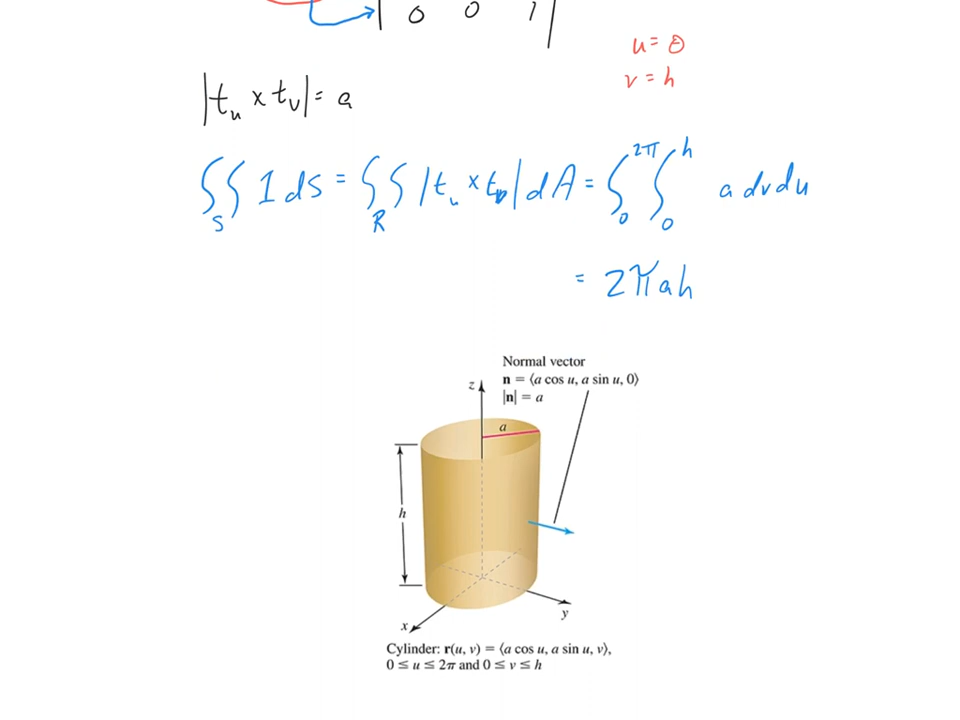 | 0 0 1 |
u = θ
v = h
|t_u x t_v| = a
∫∫_S 1 dS = ∫∫_R |t_u x t_v| dA = ∫_0^2π ∫_0^h a dv du
= 2πah
Normal vector
n = ⟨a cos u, a sin u, 0⟩
|n| = a
z
a
h
x
y
Cylinder: r(u, v) = ⟨a cos u, a sin u, v⟩,
0 ≤ u ≤ 2π and 0 ≤ v ≤ h